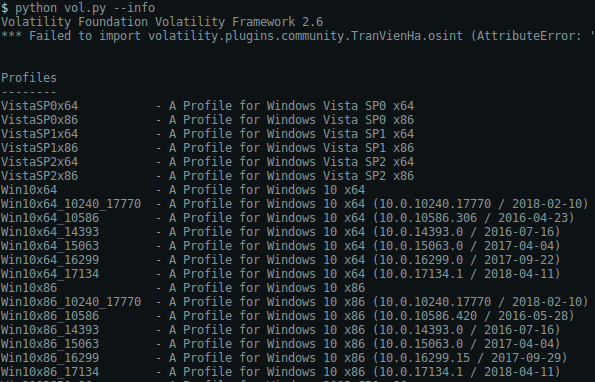 $ python vol.py --info
Volatility Foundation Volatility Framework 2.6
*** Failed to import volatility.plugins.community.TranVienHa.osint (AttributeError: '
Profiles
--------
VistaSP0x64 - A Profile for Windows Vista SP0 x64
VistaSP0x86 - A Profile for Windows Vista SP0 x86
VistaSP1x64 - A Profile for Windows Vista SP1 x64
VistaSP1x86 - A Profile for Windows Vista SP1 x86
VistaSP2x64 - A Profile for Windows Vista SP2 x64
VistaSP2x86 - A Profile for Windows Vista SP2 x86
Win10x64 - A Profile for Windows 10 x64
Win10x64_10240_17770 - A Profile for Windows 10 x64 (10.0.10240.17770 / 2018-02-10)
Win10x64_10586 - A Profile for Windows 10 x64 (10.0.10586.306 / 2016-04-23)
Win10x64_14393 - A Profile for Windows 10 x64 (10.0.14393.0 / 2016-07-16)
Win10x64_15063 - A Profile for Windows 10 x64 (10.0.15063.0 / 2017-04-04)
Win10x64_16299 - A Profile for Windows 10 x64 (10.0.16299.0 / 2017-09-22)
Win10x64_17134 - A Profile for Windows 10 x64 (10.0.17134.1 / 2018-04-11)
Win10x86 - A Profile for Windows 10 x86
Win10x86_10240_17770 - A Profile for Windows 10 x86 (10.0.10240.17770 / 2018-02-10)
Win10x86_10586 - A Profile for Windows 10 x86 (10.0.10586.420 / 2016-05-28)
Win10x86_14393 - A Profile for Windows 10 x86 (10.0.14393.0 / 2016-07-16)
Win10x86_15063 - A Profile for Windows 10 x86 (10.0.15063.0 / 2017-04-04)
Win10x86_16299 - A Profile for Windows 10 x86 (10.0.16299.15 / 2017-09-29)
Win10x86_17134 - A Profile for Windows 10 x86 (10.0.17134.1 / 2018-04-11)